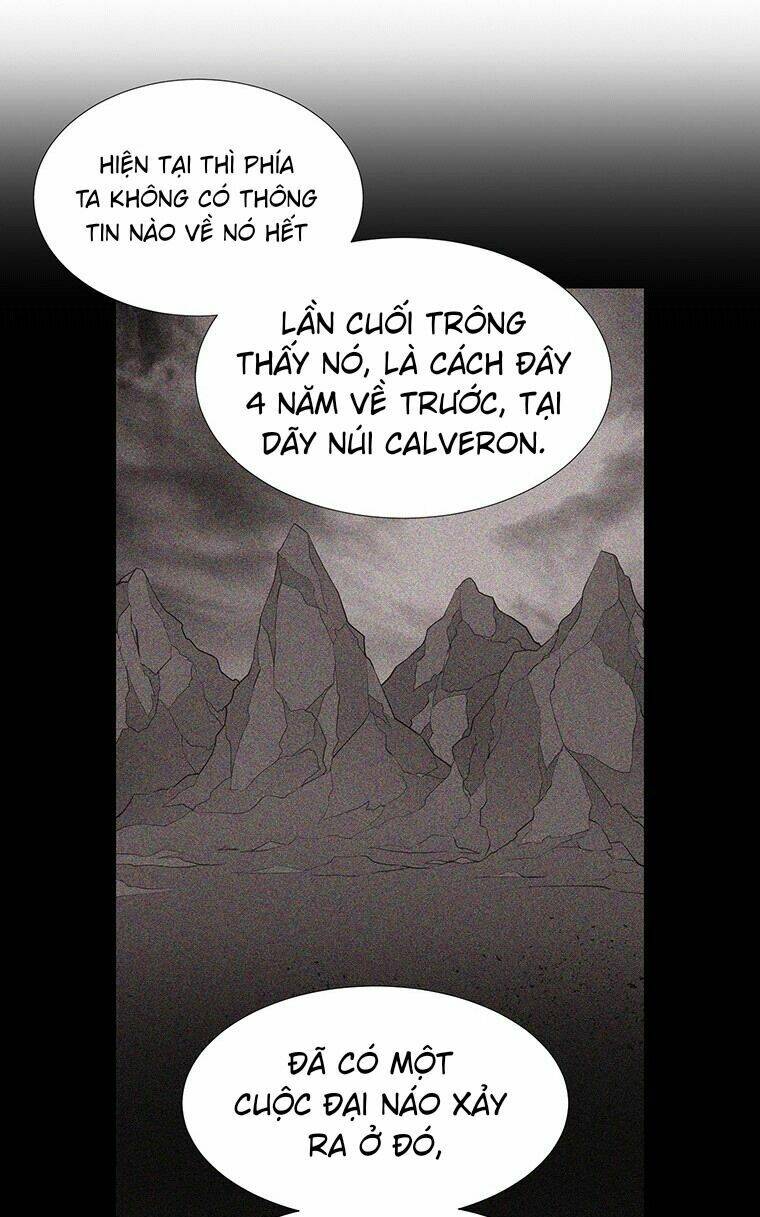 HIỆN TẠI THÌ PHÍA
TA KHÔNG CÓ THÔNG
TIN NÀO VỀ NÓ HẾT
LẦN CUỐI TRÔNG
THẤY NÓ, LÀ CÁCH ĐÂY
4 NĂM VỀ TRƯỚC, TẠI
DÃY NÚI CALVERON.
ĐÃ CÓ MỘT
CUỘC ĐẠI NÁO XẢY
RA Ở ĐÓ,